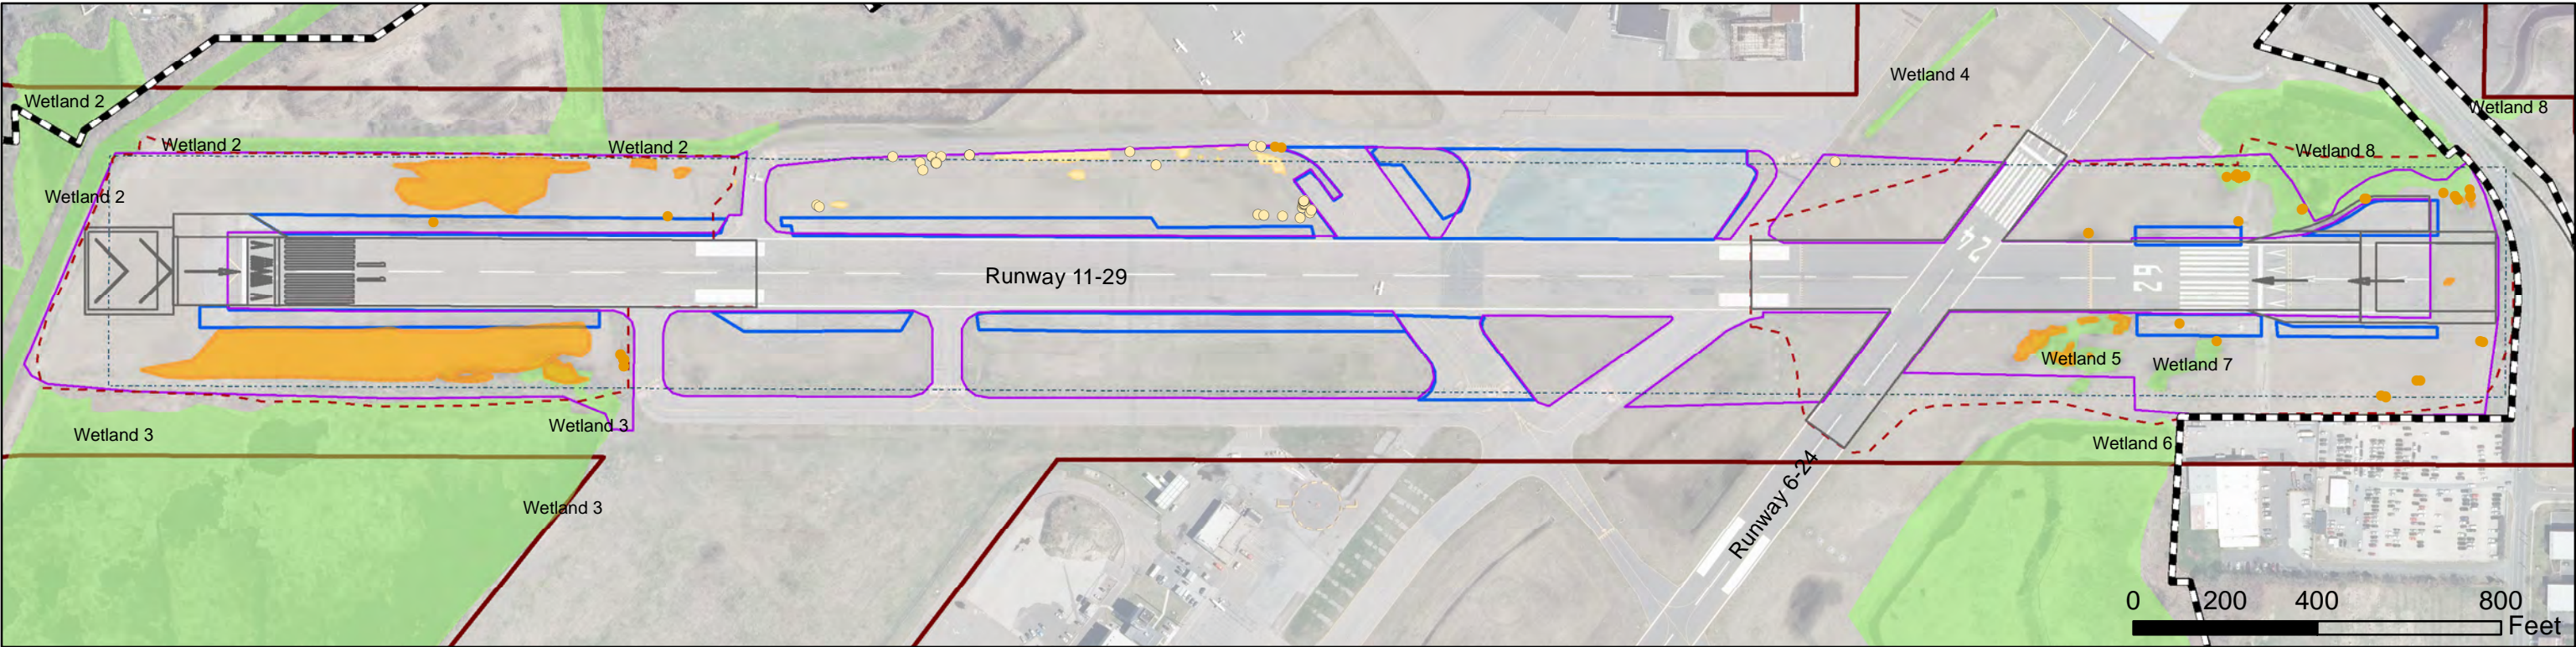 Wetland 4
Wetland 2
Wetland 8
Wetland 2
Wetland 2
Wetland 8
Wetland 2
24
Runway 11-29
29
11
Wetland 5
Wetland 7
Wetland 3
Wetland 3
Wetland 6
Runway 6-24
Wetland 3
0 200 400 800
Feet